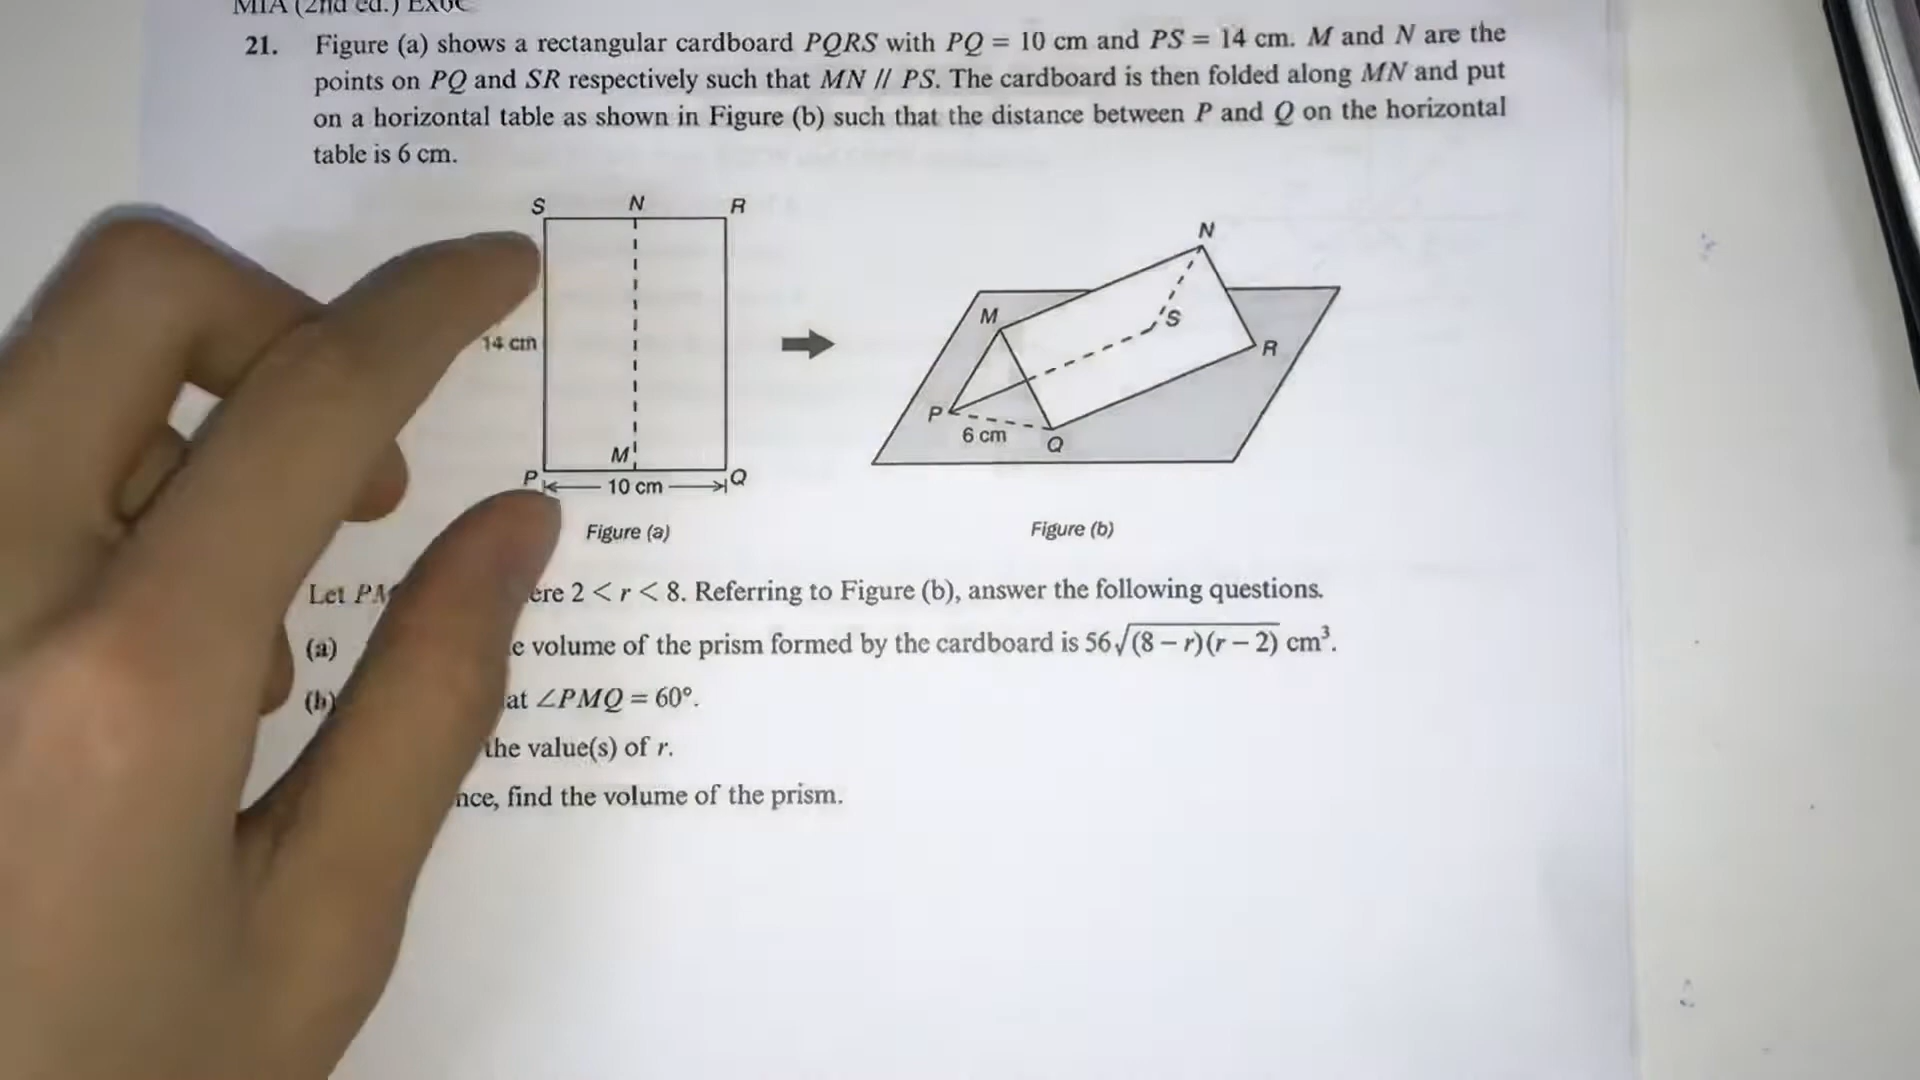 MIA (2nd ed.) Ex6C
21. Figure (a) shows a rectangular cardboard PQRS with PQ = 10 cm and PS = 14 cm. M and N are the
points on PQ and SR respectively such that MN // PS. The cardboard is then folded along MN and put
on a horizontal table as shown in Figure (b) such that the distance between P and Q on the horizontal
table is 6 cm.
S N R
14 cm
M
P Q
10 cm
Figure (a)
N
M
S
R
P
6 cm
Q
Figure (b)
Let 2 < r < 8. Referring to Figure (b), answer the following questions.
(a) volume of the prism formed by the cardboard is 56√(8 – r)(r – 2) cm³.
(b) at ∠PMQ = 60°.
the value(s) of r.
find the volume of the prism.